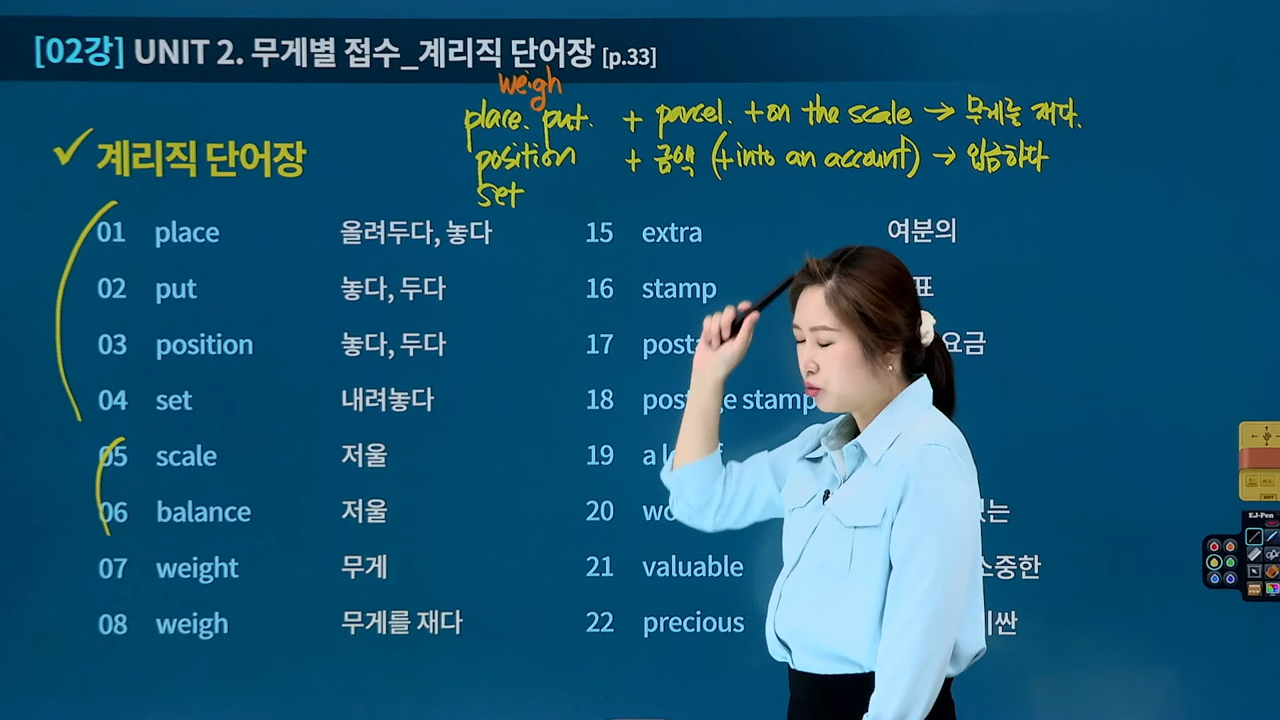 [02강] UNIT 2. 무게별 접수_계리직 단어장 [p.33]
weigh
place. put. + parcel. + on the scale → 무게를 재다.
position + 금액 (+into an account) → 입금하다
set
✓ 계리직 단어장
01 place 올려두다, 놓다
02 put 놓다, 두다
03 position 놓다, 두다
04 set 내려놓다
05 scale 저울
06 balance 저울
07 weight 무게
08 weigh 무게를 재다
15 extra 여분의
16 stamp
17 요금
18 stamp
19 a
20
21 valuable
22 precious
EJ-Pen